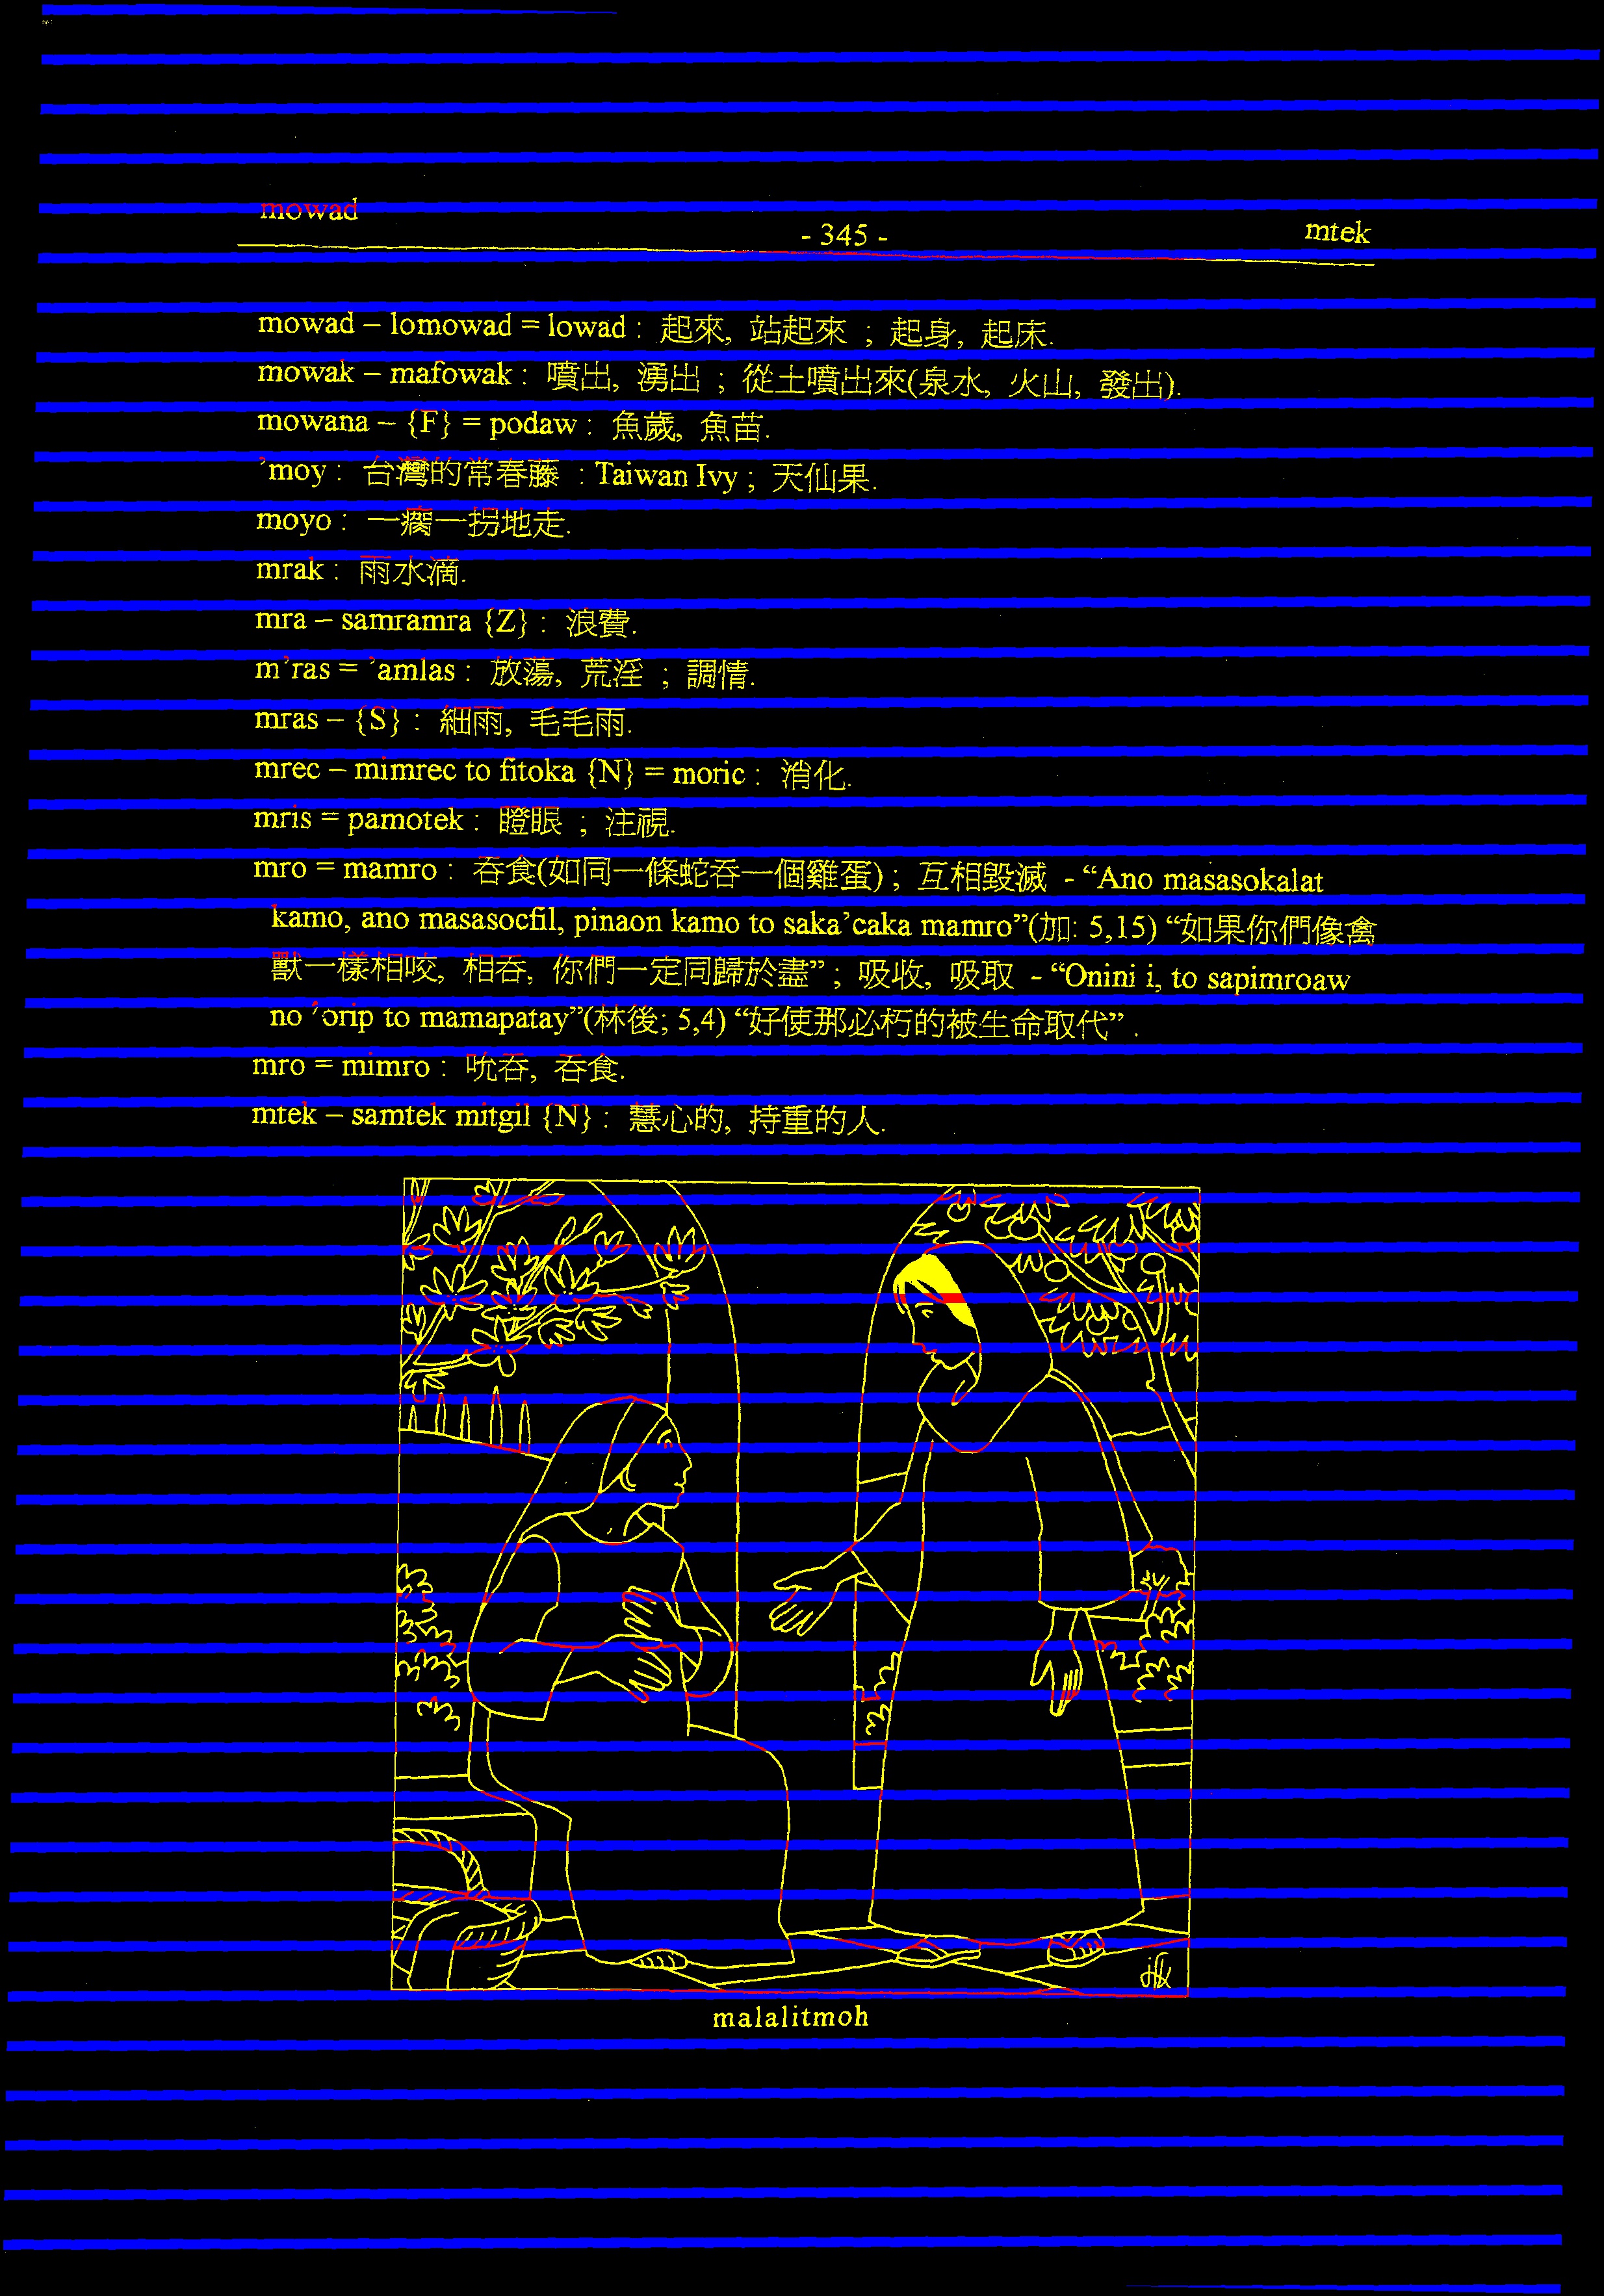 mowad
- 345 -
mtek
mowad – lomowad = lowad : 起來, 站起來 ; 起身, 起床.
mowak – mafowak : 噴出, 湧出 ; 從土噴出來(泉水, 火山, 發出).
mowana – {F} = podaw : 魚歲, 魚苗.
’moy : 台灣的常春藤 : Taiwan Ivy ; 天仙果.
moyo : 一瘸一拐地走.
mrak : 雨水滴.
mra – samramra {Z} : 浪費.
m’ras = ’amlas : 放蕩, 荒淫 ; 調情.
mras – {S} : 細雨, 毛毛雨.
mrec – mimrec to fitoka {N} = moric : 消化.
mris = pamotek : 瞪眼 ; 注視.
mro = mamro : 吞食(如同一條蛇吞一個雞蛋) ; 互相毀滅 - “Ano masasokalat
kamo, ano masasocfil, pinaon kamo to saka’caka mamro”(加: 5,15) “如果你們像禽
獸一樣相咬, 相吞, 你們一定同歸於盡” ; 吸收, 吸取 - “Onini i, to sapimroaw
no ’orip to mamapatay”(林後; 5,4) “好使那必朽的被生命取代” .
mro = mimro : 吮吞, 吞食.
mtek – samtek mitgil {N} : 慧心的, 持重的人.
malalitmoh